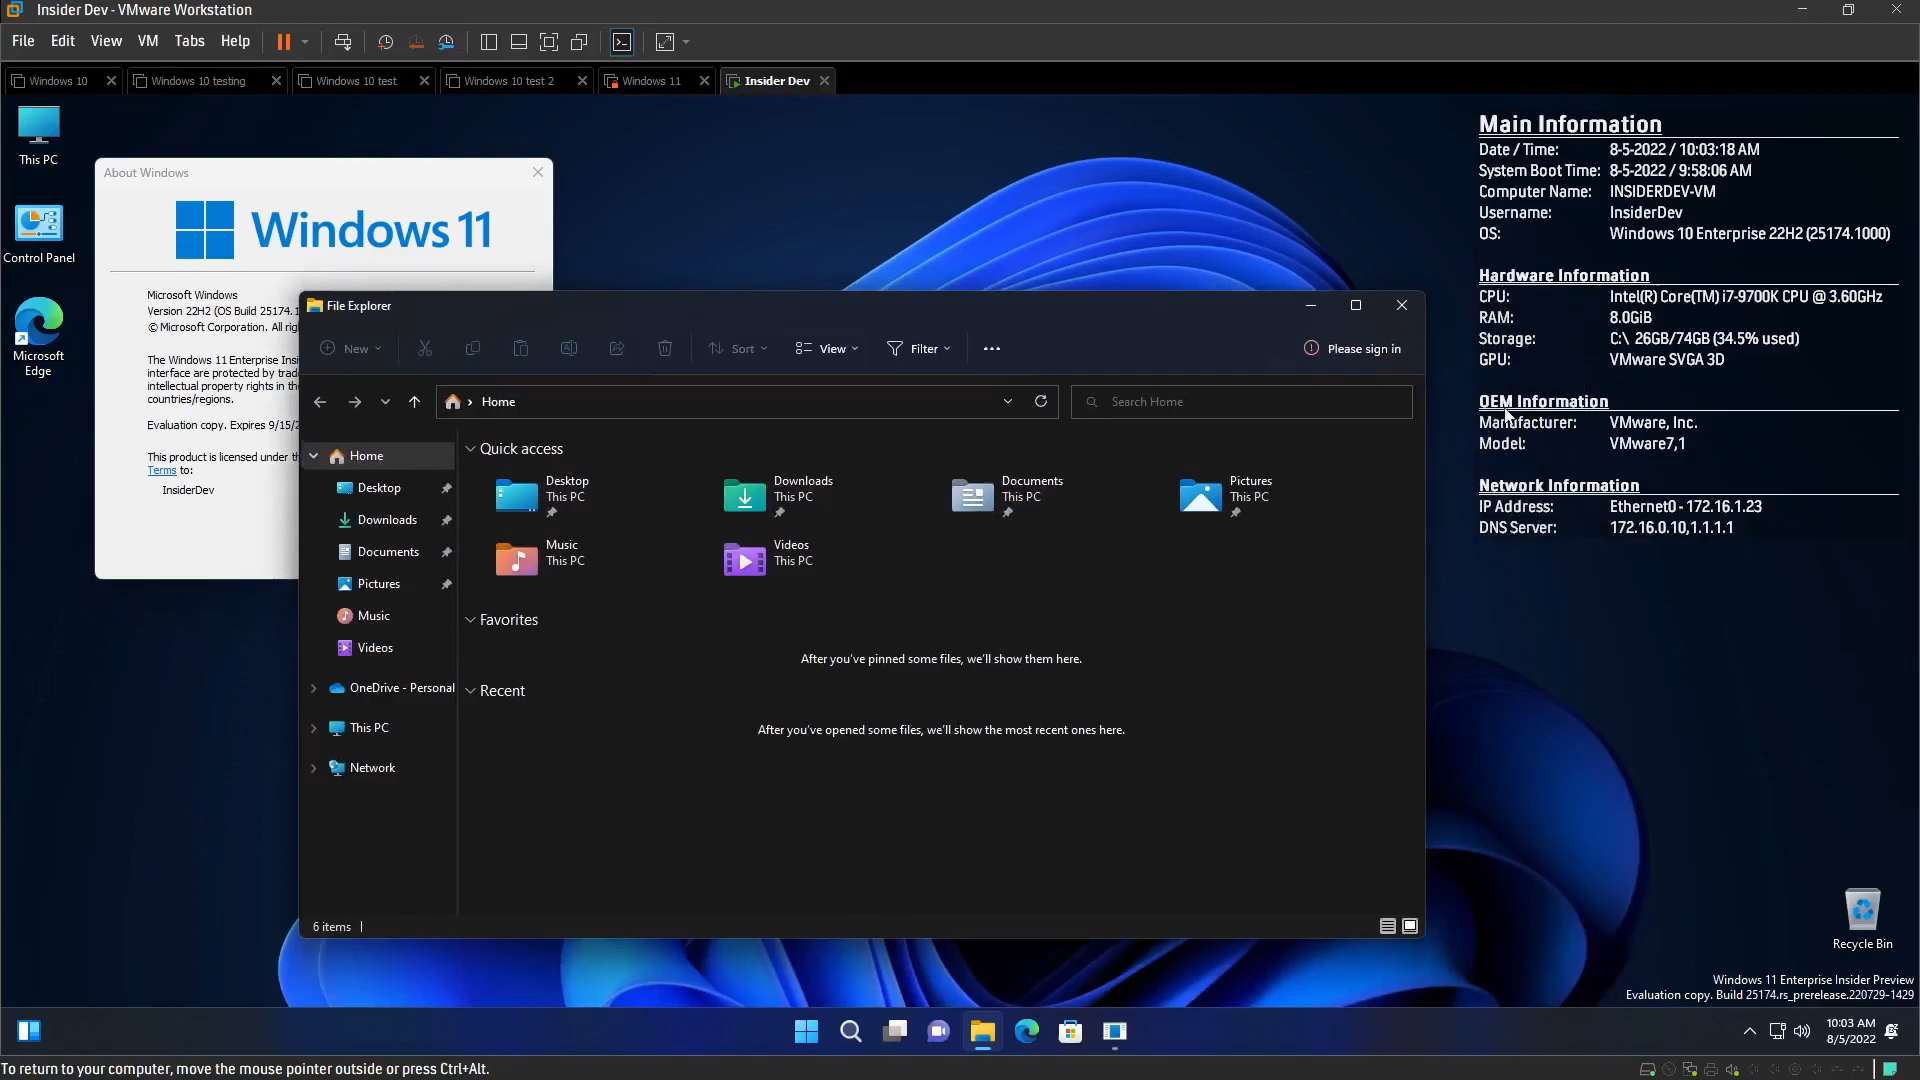 Insider Dev - VMware Workstation
File Edit View VM Tabs Help
Windows 10
Windows 10 testing
Windows 10 test
Windows 10 test 2
Windows 11
Insider Dev
This PC
Control Panel
Microsoft
Edge
About Windows
Windows 11
Microsoft Windows
Version 22H2 (OS Build 25174.1
© Microsoft Corporation. All righ
The Windows 11 Enterprise Insi
interface are protected by trad
intellectual property rights in th
countries/regions.
Evaluation copy. Expires 9/15/2
This product is licensed under th
Terms to:
InsiderDev
File Explorer
New
Sort
View
Filter
Please sign in
Home
Search Home
Home
Desktop
Downloads
Documents
Pictures
Music
Videos
OneDrive - Personal
This PC
Network
Quick access
Desktop
This PC
Downloads
This PC
Documents
This PC
Pictures
This PC
Music
This PC
Videos
This PC
Favorites
After you've pinned some files, we'll show them here.
Recent
After you've opened some files, we'll show the most recent ones here.
6 items
Main Information
Date / Time: 8-5-2022 / 10:03:18 AM
System Boot Time: 8-5-2022 / 9:58:06 AM
Computer Name: INSIDERDEV-VM
Username: InsiderDev
OS: Windows 10 Enterprise 22H2 (25174.1000)
Hardware Information
CPU: Intel(R) Core(TM) i7-9700K CPU @ 3.60GHz
RAM: 8.0GiB
Storage: C:\ 26GB/74GB (34.5% used)
GPU: VMware SVGA 3D
OEM Information
Manufacturer: VMware, Inc.
Model: VMware7,1
Network Information
IP Address: Ethernet0 - 172.16.1.23
DNS Server: 172.16.0.10,1.1.1.1
Recycle Bin
Windows 11 Enterprise Insider Preview
Evaluation copy. Build 25174.rs_prerelease.220729-1429
10:03 AM
8/5/2022
To return to your computer, move the mouse pointer outside or press Ctrl+Alt.